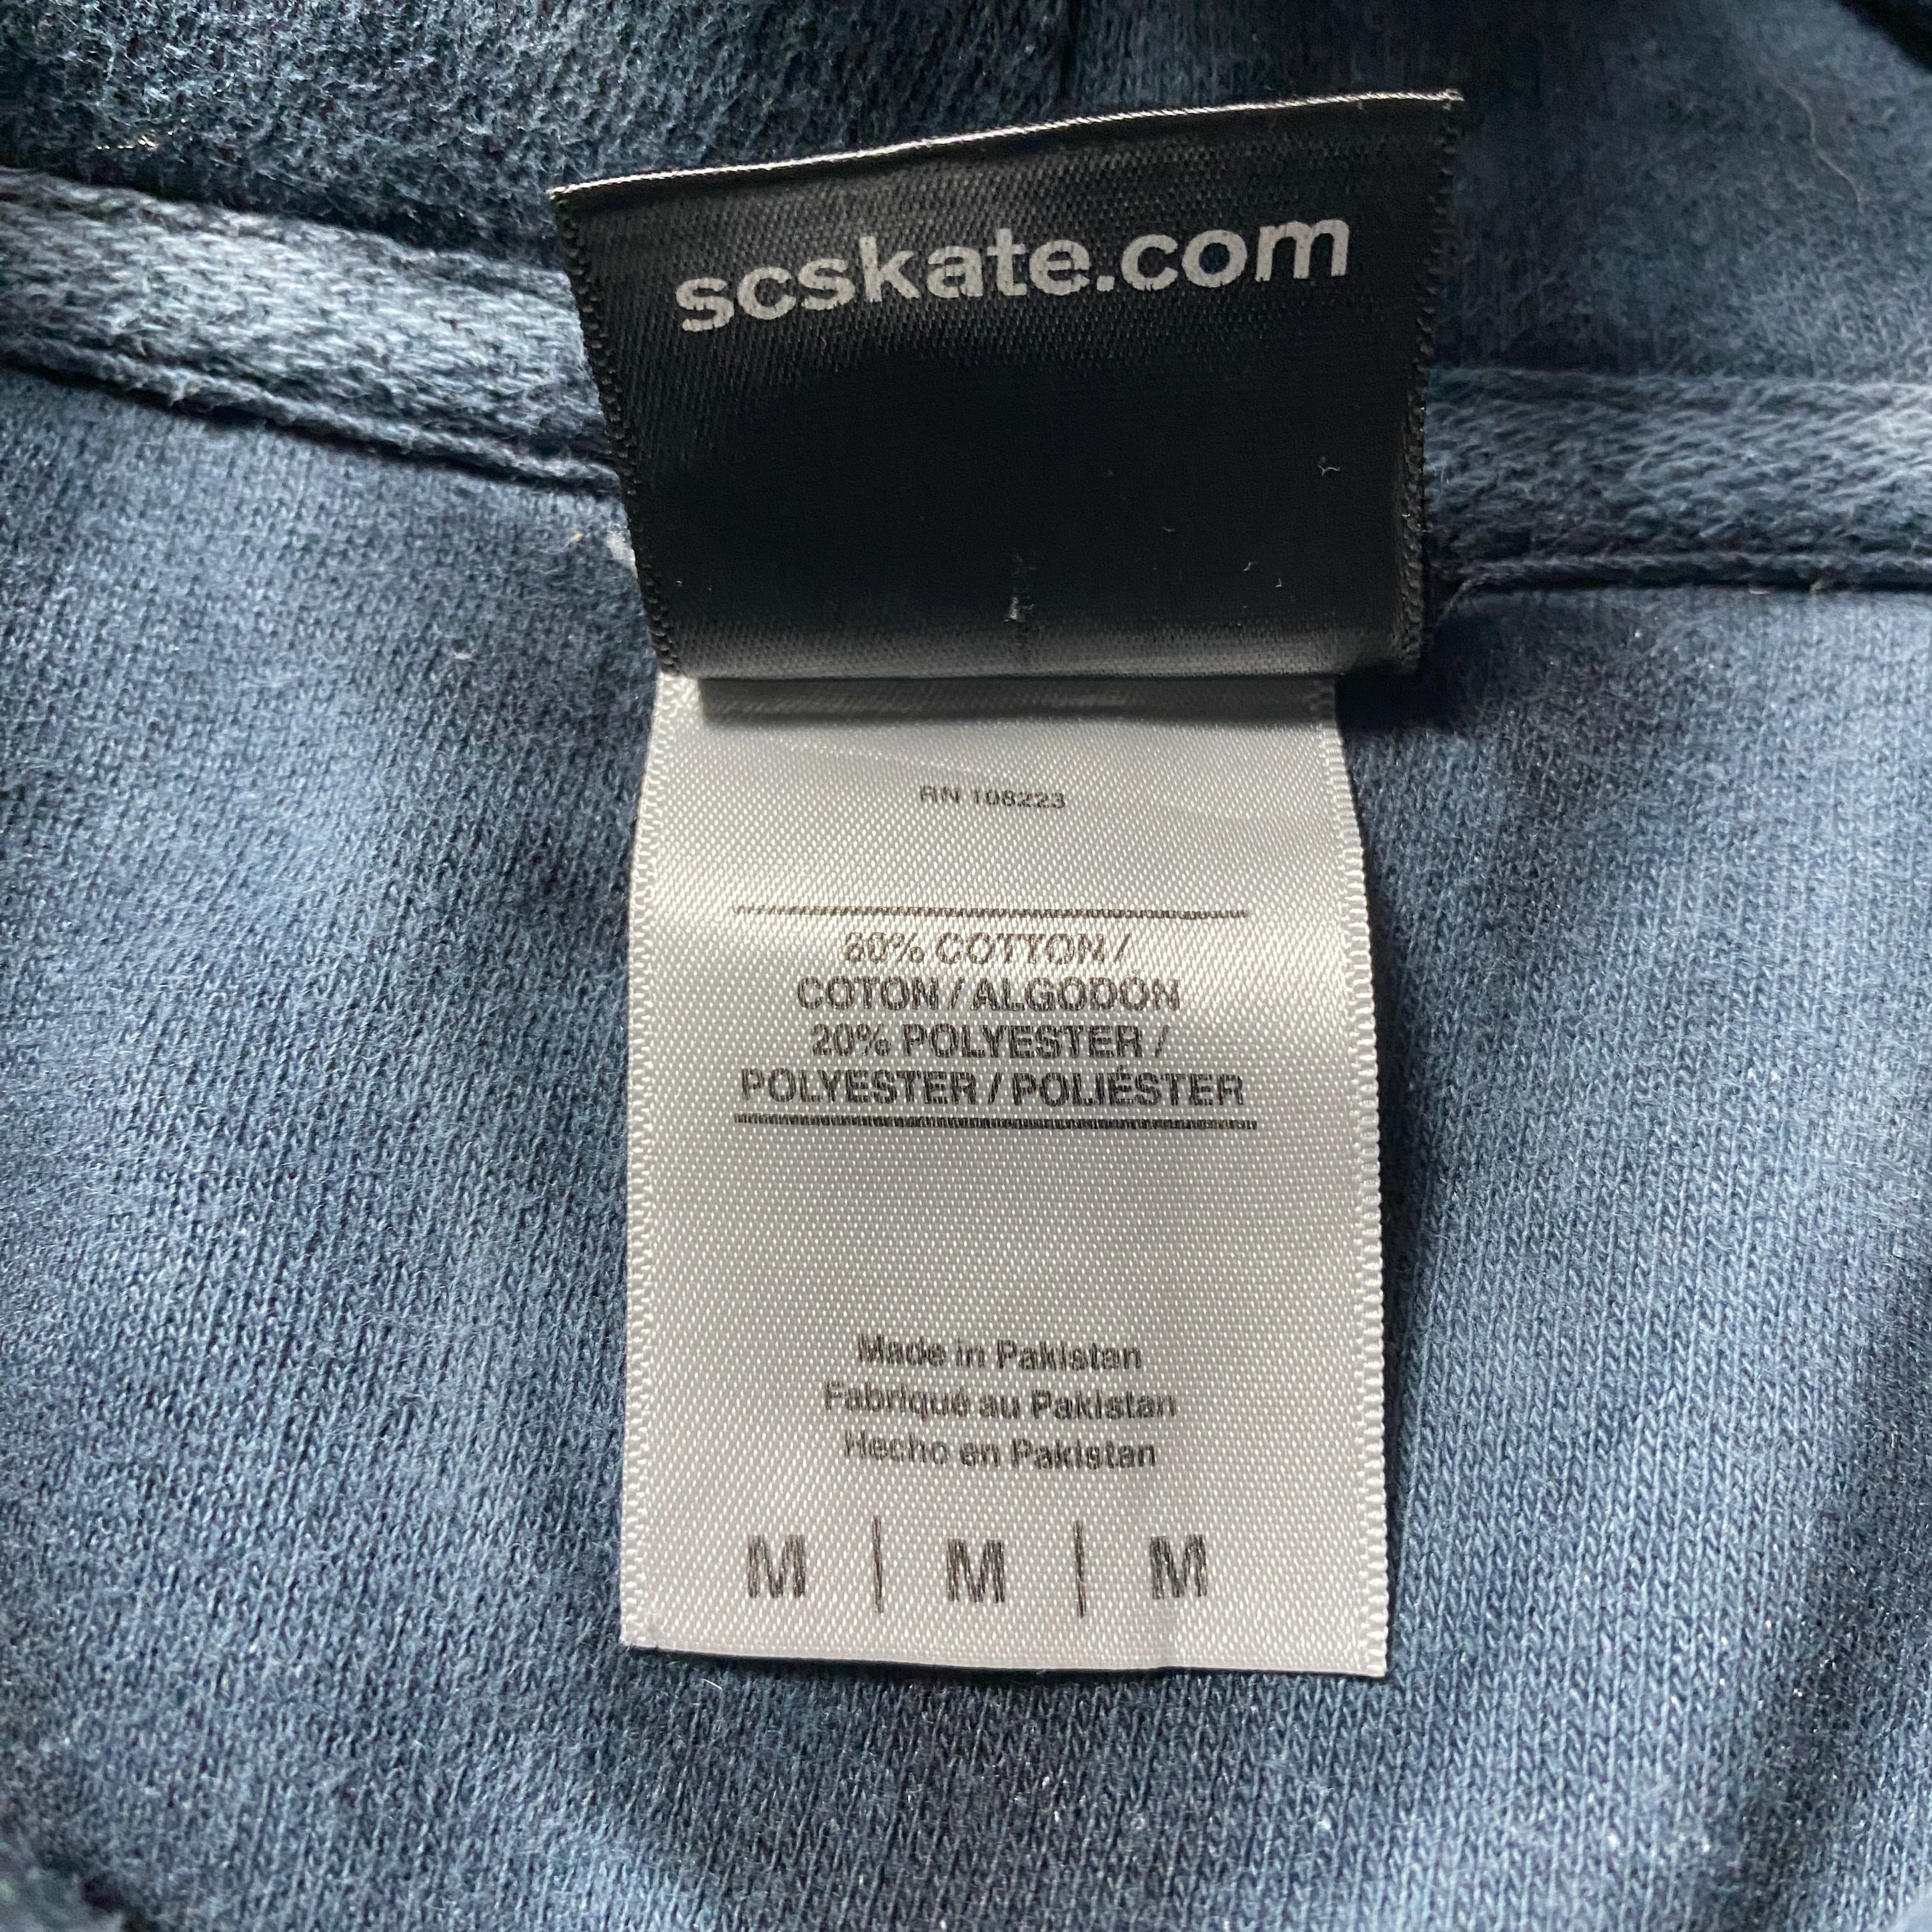 scskate.com
RN 108223
80% COTTON /
COTON / ALGODÓN
20% POLYESTER /
POLYESTER / POLIÉSTER
Made in Pakistan
Fabriqué au Pakistan
Hecho en Pakistan
M | M | M